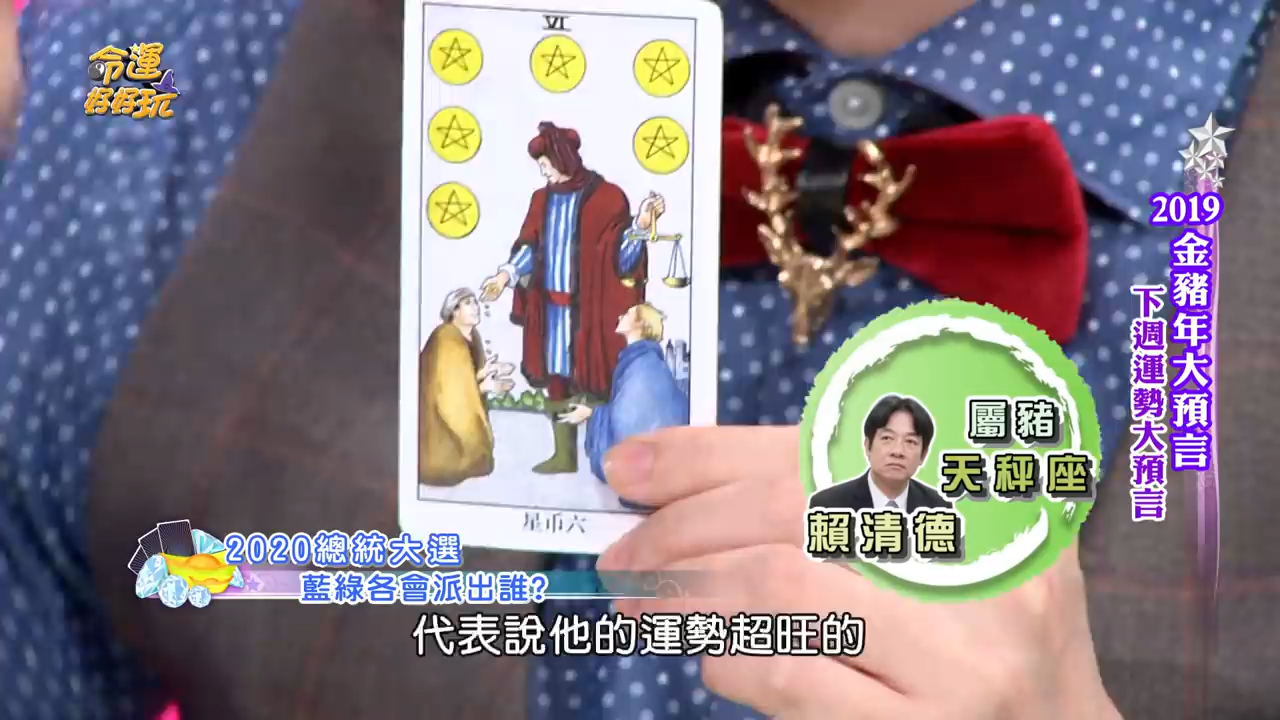 命運
好好玩
VI
星币六
2019
金豬年大預言
下週運勢大預言
屬豬
天秤座
賴清德
2020總統大選
藍綠各會派出誰?
代表說他的運勢超旺的